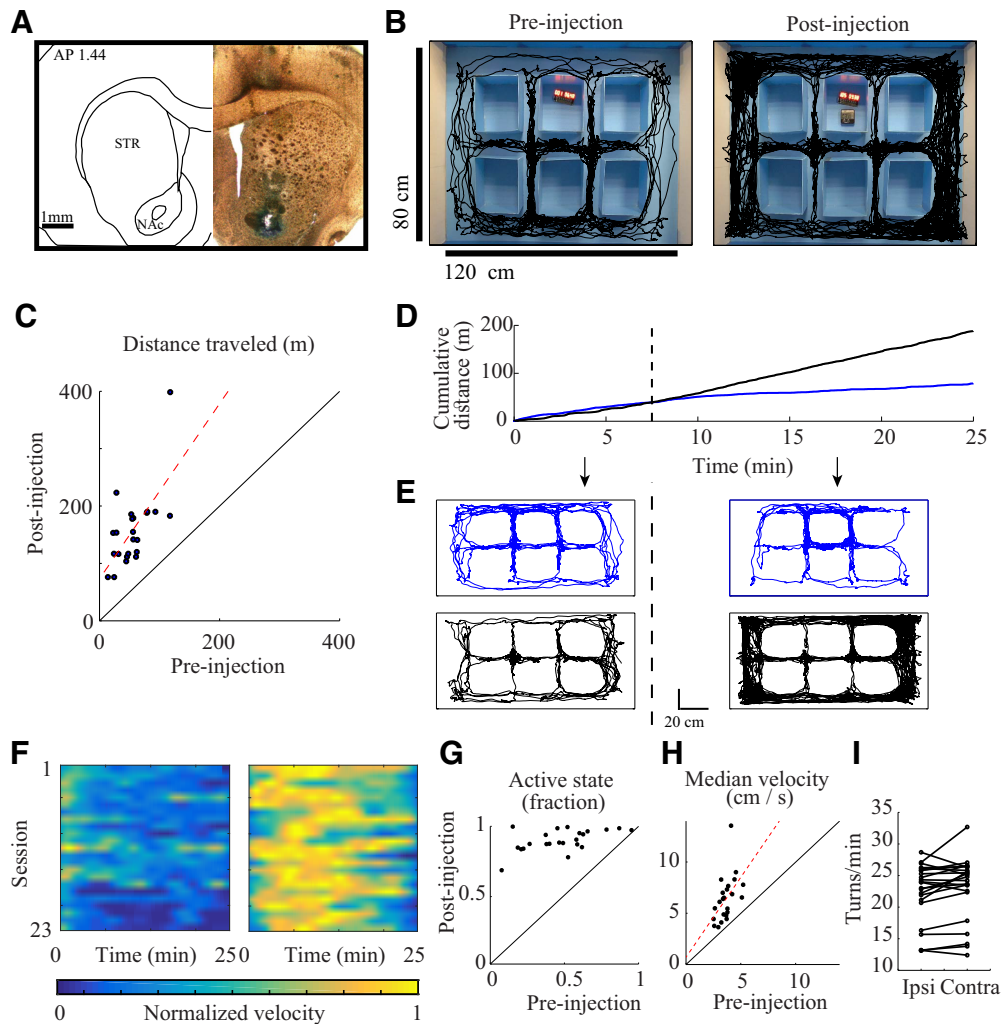 A
AP 1.44
STR
NAc
1mm
B
Pre-injection
Post-injection
80 cm
120 cm
C
Distance traveled (m)
Post-injection
400
200
0
0
200
400
Pre-injection
D
Cumulative
distance (m)
200
100
0
0
5
10
15
20
25
Time (min)
E
20 cm
F
Session
1
23
0
Time (min)
25
0
Time (min)
25
0
Normalized velocity
1
G
Active state
(fraction)
Post-injection
1
0.5
0
0
0.5
1
Pre-injection
H
Median velocity
(cm / s)
10
5
0
0
5
10
Pre-injection
I
Turns/min
35
30
25
20
15
10
Ipsi Contra